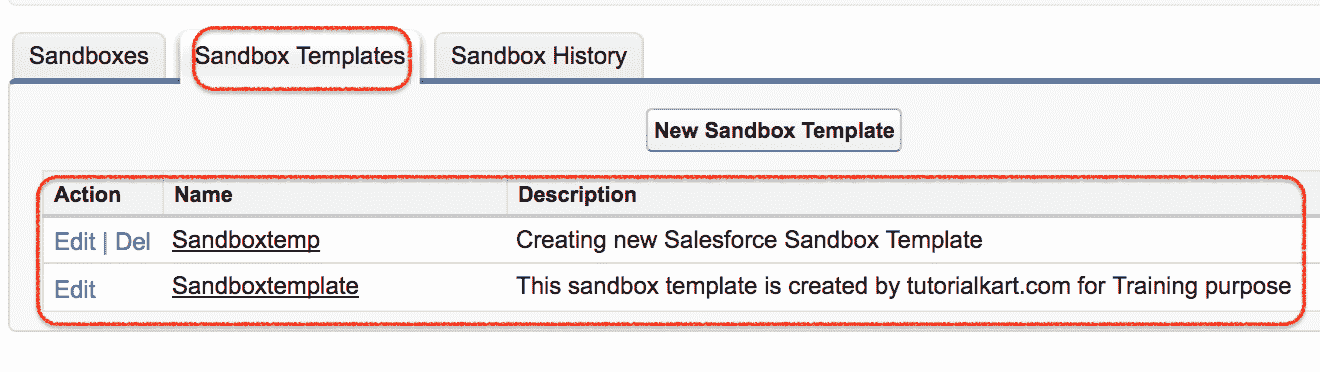 Sandboxes Sandbox Templates Sandbox History
New Sandbox Template
Action Name Description
Edit | Del Sandboxtemp Creating new Salesforce Sandbox Template
Edit Sandboxtemplate This sandbox template is created by tutorialkart.com for Training purpose